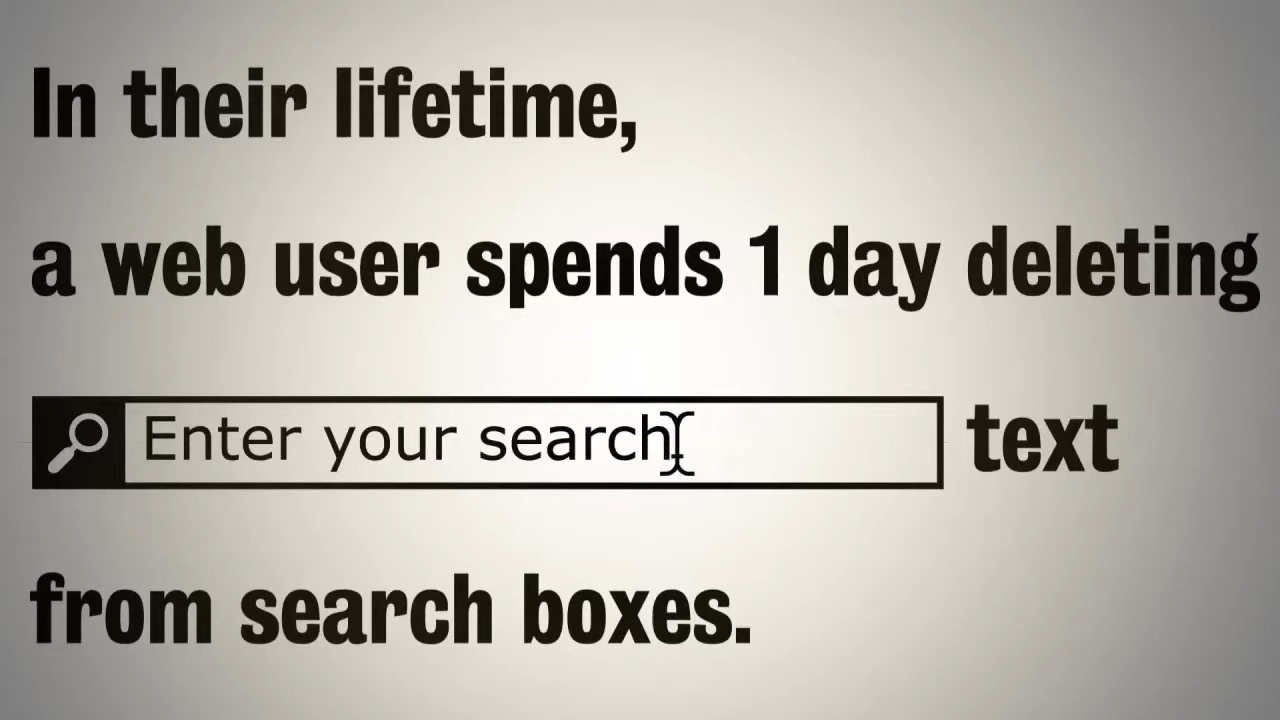 In their lifetime,
a web user spends 1 day deleting
Enter your search text
from search boxes.